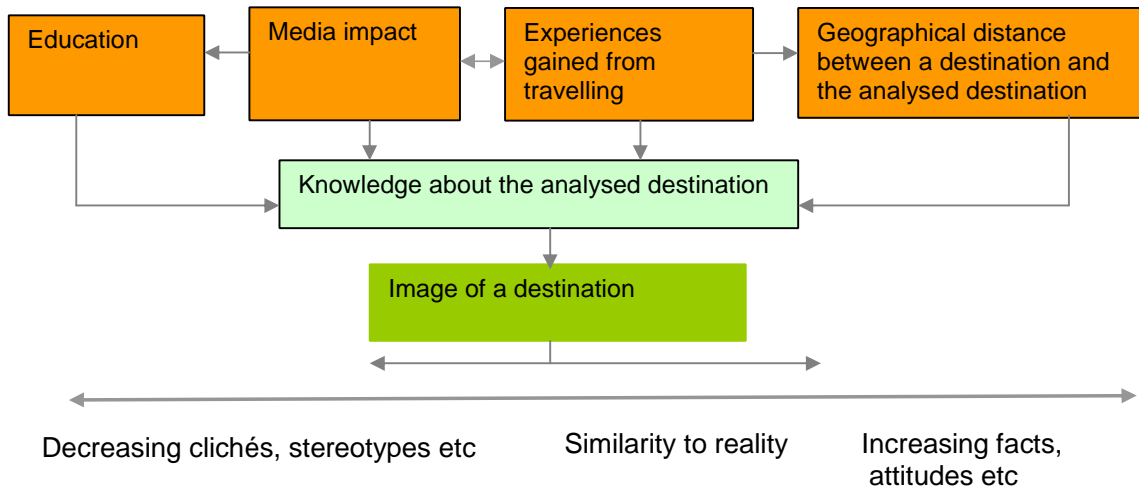 Education
Media impact
Experiences
gained from
travelling
Geographical distance
between a destination and
the analysed destination
Knowledge about the analysed destination
Image of a destination
Decreasing clichés, stereotypes etc
Similarity to reality
Increasing facts,
attitudes etc